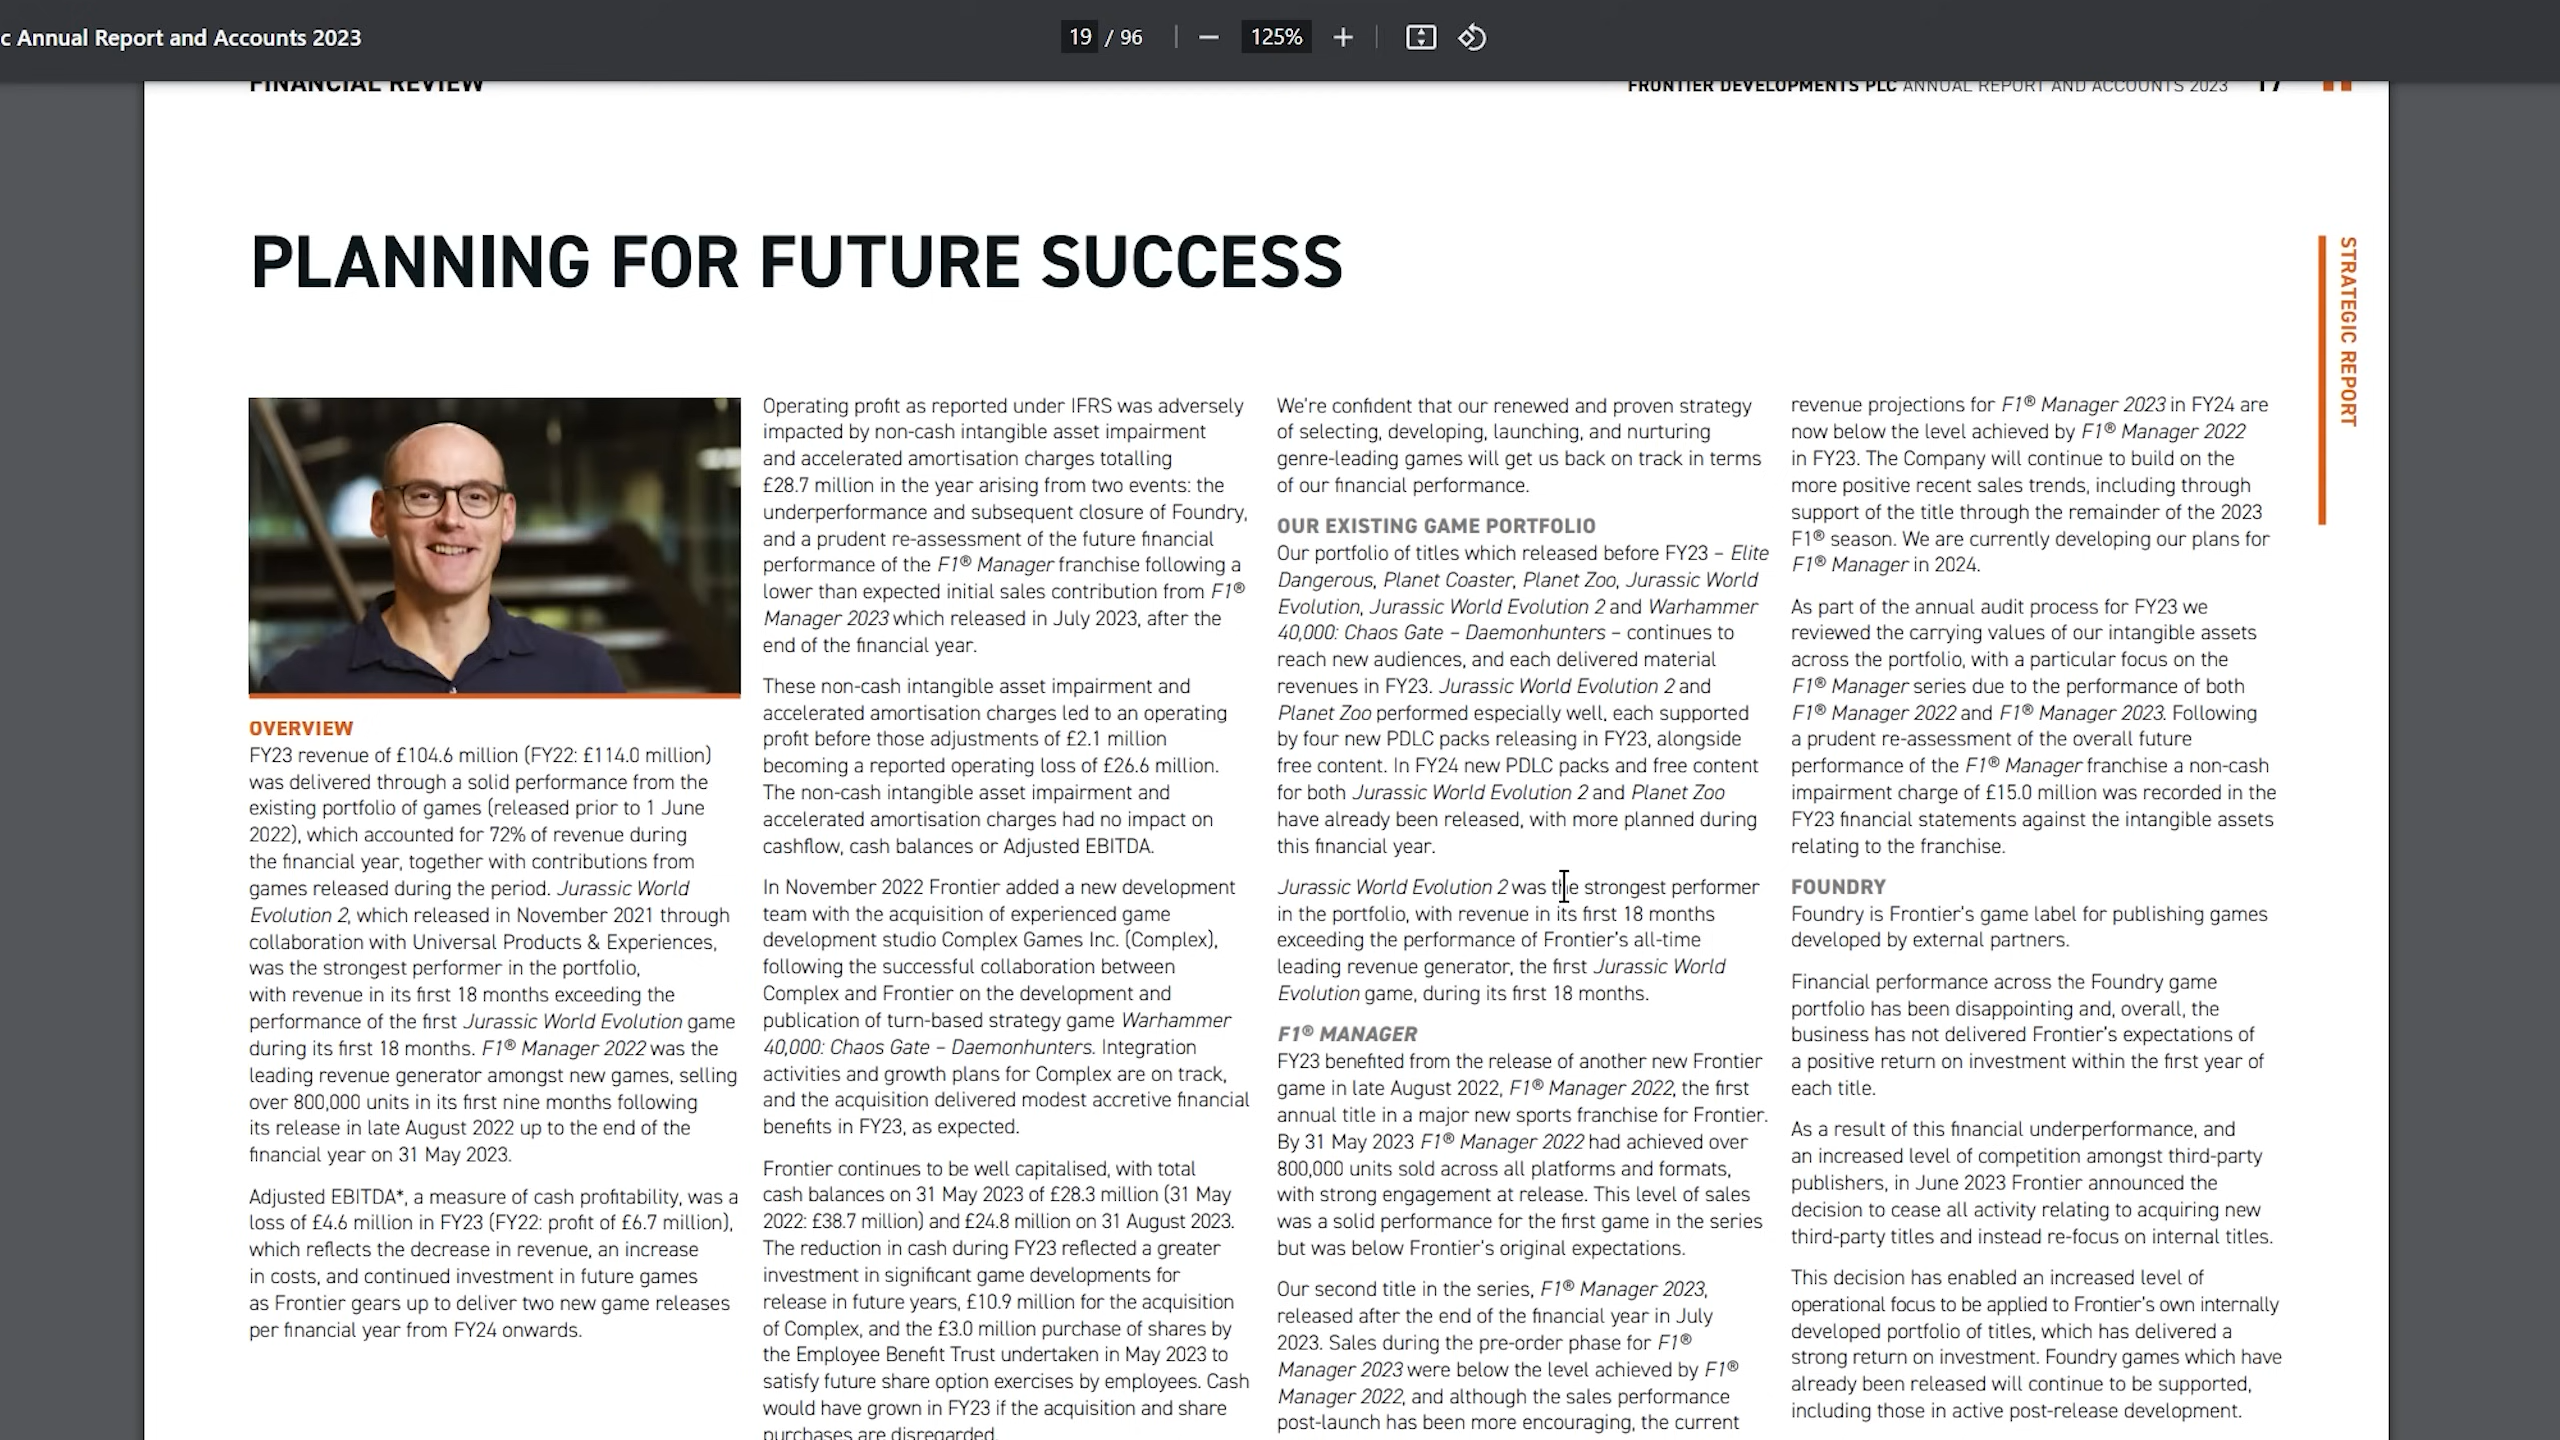 c Annual Report and Accounts 2023
19 / 96
125%
FINANCIAL REVIEW
FRONTIER DEVELOPMENTS PLC ANNUAL REPORT AND ACCOUNTS 2023 17
PLANNING FOR FUTURE SUCCESS
STRATEGIC REPORT
OVERVIEW
FY23 revenue of £104.6 million (FY22: £114.0 million)
was delivered through a solid performance from the
existing portfolio of games (released prior to 1 June
2022), which accounted for 72% of revenue during
the financial year, together with contributions from
games released during the period. Jurassic World
Evolution 2, which released in November 2021 through
collaboration with Universal Products & Experiences,
was the strongest performer in the portfolio,
with revenue in its first 18 months exceeding the
performance of the first Jurassic World Evolution game
during its first 18 months. F1® Manager 2022 was the
leading revenue generator amongst new games, selling
over 800,000 units in its first nine months following
its release in late August 2022 up to the end of the
financial year on 31 May 2023.
Adjusted EBITDA*, a measure of cash profitability, was a
loss of £4.6 million in FY23 (FY22: profit of £6.7 million),
which reflects the decrease in revenue, an increase
in costs, and continued investment in future games
as Frontier gears up to deliver two new game releases
per financial year from FY24 onwards.
Operating profit as reported under IFRS was adversely
impacted by non-cash intangible asset impairment
and accelerated amortisation charges totalling
£28.7 million in the year arising from two events: the
underperformance and subsequent closure of Foundry,
and a prudent re-assessment of the future financial
performance of the F1® Manager franchise following a
lower than expected initial sales contribution from F1®
Manager 2023 which released in July 2023, after the
end of the financial year.
These non-cash intangible asset impairment and
accelerated amortisation charges led to an operating
profit before those adjustments of £2.1 million
becoming a reported operating loss of £26.6 million.
The non-cash intangible asset impairment and
accelerated amortisation charges had no impact on
cashflow, cash balances or Adjusted EBITDA.
In November 2022 Frontier added a new development
team with the acquisition of experienced game
development studio Complex Games Inc. (Complex),
following the successful collaboration between
Complex and Frontier on the development and
publication of turn-based strategy game Warhammer
40,000: Chaos Gate – Daemonhunters. Integration
activities and growth plans for Complex are on track,
and the acquisition delivered modest accretive financial
benefits in FY23, as expected.
Frontier continues to be well capitalised, with total
cash balances on 31 May 2023 of £28.3 million (31 May
2022: £38.7 million) and £24.8 million on 31 August 2023.
The reduction in cash during FY23 reflected a greater
investment in significant game developments for
release in future years, £10.9 million for the acquisition
of Complex, and the £3.0 million purchase of shares by
the Employee Benefit Trust undertaken in May 2023 to
satisfy future share option exercises by employees. Cash
would have grown in FY23 if the acquisition and share
purchases are disregarded.
We're confident that our renewed and proven strategy
of selecting, developing, launching, and nurturing
genre-leading games will get us back on track in terms
of our financial performance.
OUR EXISTING GAME PORTFOLIO
Our portfolio of titles which released before FY23 – Elite
Dangerous, Planet Coaster, Planet Zoo, Jurassic World
Evolution, Jurassic World Evolution 2 and Warhammer
40,000: Chaos Gate – Daemonhunters – continues to
reach new audiences, and each delivered material
revenues in FY23. Jurassic World Evolution 2 and
Planet Zoo performed especially well, each supported
by four new PDLC packs releasing in FY23, alongside
free content. In FY24 new PDLC packs and free content
for both Jurassic World Evolution 2 and Planet Zoo
have already been released, with more planned during
this financial year.
Jurassic World Evolution 2 was the strongest performer
in the portfolio, with revenue in its first 18 months
exceeding the performance of Frontier's all-time
leading revenue generator, the first Jurassic World
Evolution game, during its first 18 months.
F1® MANAGER
FY23 benefited from the release of another new Frontier
game in late August 2022, F1® Manager 2022, the first
annual title in a major new sports franchise for Frontier.
By 31 May 2023 F1® Manager 2022 had achieved over
800,000 units sold across all platforms and formats,
with strong engagement at release. This level of sales
was a solid performance for the first game in the series
but was below Frontier's original expectations.
Our second title in the series, F1® Manager 2023,
released after the end of the financial year in July
2023. Sales during the pre-order phase for F1®
Manager 2023 were below the level achieved by F1®
Manager 2022, and although the sales performance
post-launch has been more encouraging, the current
revenue projections for F1® Manager 2023 in FY24 are
now below the level achieved by F1® Manager 2022
in FY23. The Company will continue to build on the
more positive recent sales trends, including through
support of the title through the remainder of the 2023
F1® season. We are currently developing our plans for
F1® Manager in 2024.
As part of the annual audit process for FY23 we
reviewed the carrying values of our intangible assets
across the portfolio, with a particular focus on the
F1® Manager series due to the performance of both
F1® Manager 2022 and F1® Manager 2023. Following
a prudent re-assessment of the overall future
performance of the F1® Manager franchise a non-cash
impairment charge of £15.0 million was recorded in the
FY23 financial statements against the intangible assets
relating to the franchise.
FOUNDRY
Foundry is Frontier's game label for publishing games
developed by external partners.
Financial performance across the Foundry game
portfolio has been disappointing and, overall, the
business has not delivered Frontier's expectations of
a positive return on investment within the first year of
each title.
As a result of this financial underperformance, and
an increased level of competition amongst third-party
publishers, in June 2023 Frontier announced the
decision to cease all activity relating to acquiring new
third-party titles and instead re-focus on internal titles.
This decision has enabled an increased level of
operational focus to be applied to Frontier's own internally
developed portfolio of titles, which has delivered a
strong return on investment. Foundry games which have
already been released will continue to be supported,
including those in active post-release development.